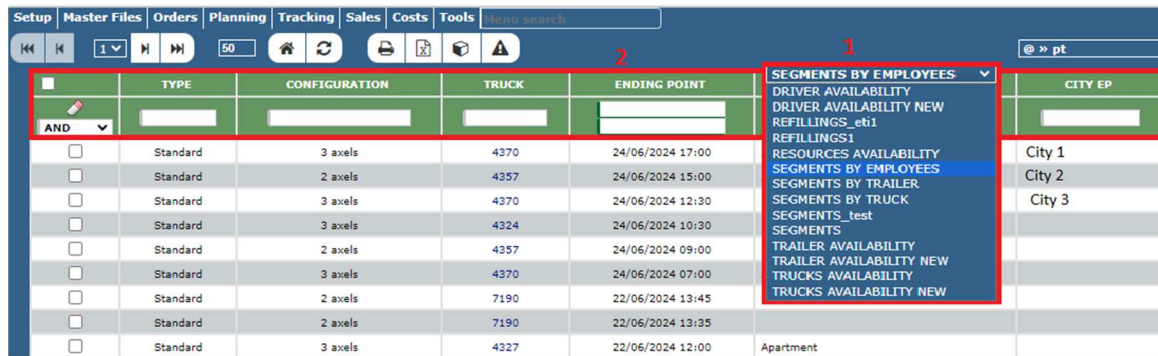 Setup Master Files Orders Planning Tracking Sales Costs Tools Menu search
1 50 @ » pt
2 1
SEGMENTS BY EMPLOYEES
TYPE CONFIGURATION TRUCK ENDING POINT CITY EP
AND
DRIVER AVAILABILITY
DRIVER AVAILABILITY NEW
REFILLINGS_eti1
REFILLINGS1
RESOURCES AVAILABILITY
SEGMENTS BY EMPLOYEES
SEGMENTS BY TRAILER
SEGMENTS BY TRUCK
SEGMENTS_test
SEGMENTS
TRAILER AVAILABILITY
TRAILER AVAILABILITY NEW
TRUCKS AVAILABILITY
TRUCKS AVAILABILITY NEW
Standard 3 axels 4370 24/06/2024 17:00 City 1
Standard 2 axels 4357 24/06/2024 15:00 City 2
Standard 3 axels 4370 24/06/2024 12:30 City 3
Standard 3 axels 4324 24/06/2024 10:30
Standard 2 axels 4357 24/06/2024 09:00
Standard 3 axels 4370 24/06/2024 07:00
Standard 2 axels 7190 22/06/2024 13:45
Standard 2 axels 7190 22/06/2024 13:35
Standard 3 axels 4327 22/06/2024 12:00 Apartment